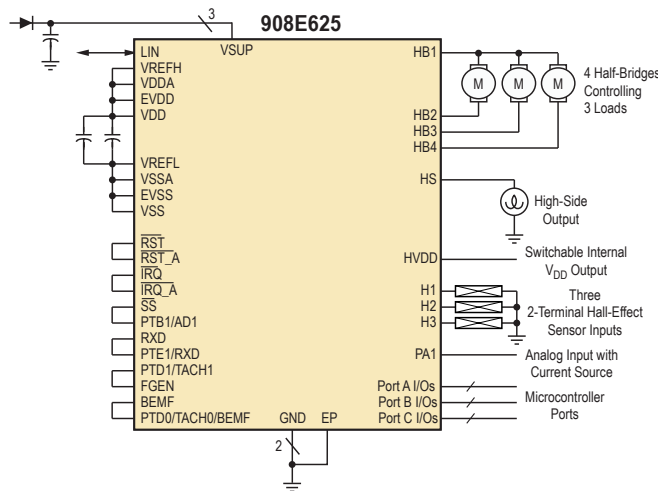 3
908E625
VSUP
LIN
VREFH
VDDA
EVDD
VDD
VREFL
VSSA
EVSS
VSS
RST
RST_A
IRQ
IRQ_A
SS
PTB1/AD1
RXD
PTE1/RXD
PTD1/TACH1
FGEN
BEMF
PTD0/TACH0/BEMF
GND EP
2
HB1
M M M
4 Half-Bridges
Controlling
3 Loads
HB2
HB3
HB4
HS
High-Side
Output
HVDD
Switchable Internal
VDD Output
H1
H2
H3
Three
2-Terminal Hall-Effect
Sensor Inputs
PA1
Analog Input with
Current Source
Port A I/Os
Port B I/Os
Port C I/Os
Microcontroller
Ports